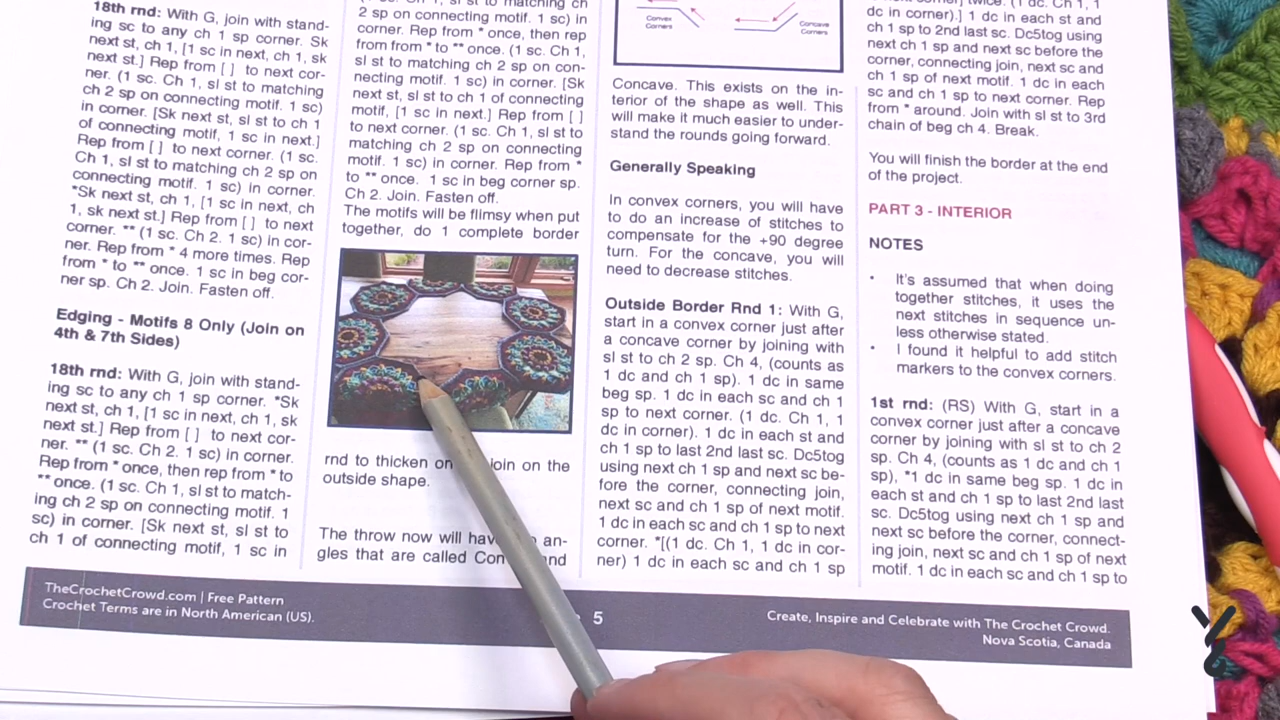 18th rnd: With G, join with stand-
ing sc to any ch 1 sp corner. Sk
next st, ch 1, [1 sc in next, ch 1, sk
next st.] Rep from [ ] to next cor-
ner. (1 sc. Ch 1, sl st to matching
ch 2 sp on connecting motif. 1 sc)
in corner. [Sk next st, sl st to ch 1
of connecting motif, 1 sc in next.]
Rep from [ ] to next corner. (1 sc.
Ch 1, sl st to matching ch 2 sp on
connecting motif. 1 sc) in corner.
*Sk next st, ch 1, [1 sc in next, ch
1, sk next st.] Rep from [ ] to next
corner. ** (1 sc. Ch 2. 1 sc) in cor-
ner. Rep from * 4 more times. Rep
from * to ** once. 1 sc in beg cor-
ner sp. Ch 2. Join. Fasten off.
Edging - Motifs 8 Only (Join on
4th & 7th Sides)
18th rnd: With G, join with stand-
ing sc to any ch 1 sp corner. *Sk
next st, ch 1, [1 sc in next, ch 1, sk
next st.] Rep from [ ] to next cor-
ner. ** (1 sc. Ch 2. 1 sc) in corner.
Rep from * once, then rep from * to
** once. (1 sc. Ch 1, sl st to match-
ing ch 2 sp on connecting motif. 1
sc) in corner. [Sk next st, sl st to
ch 1 of connecting motif, 1 sc in
2 sp on connecting motif. 1 sc) in
corner. Rep from * once, then rep
from from * to ** once. (1 sc. Ch 1,
sl st to matching ch 2 sp on con-
necting motif. 1 sc) in corner. [Sk
next st, sl st to ch 1 of connecting
motif, [1 sc in next.] Rep from [ ]
to next corner. (1 sc. Ch 1, sl st to
matching ch 2 sp on connecting
motif. 1 sc) in corner. Rep from *
to ** once. 1 sc in beg corner sp.
Ch 2. Join. Fasten off.
The motifs will be flimsy when put
together, do 1 complete border
rnd to thicken on join on the
outside shape.
The throw now will have an-
gles that are called Con and
Convex
Corners
Concave
Corners
Concave. This exists on the in-
terior of the shape as well. This
will make it much easier to under-
stand the rounds going forward.
Generally Speaking
In convex corners, you will have
to do an increase of stitches to
compensate for the +90 degree
turn. For the concave, you will
need to decrease stitches.
Outside Border Rnd 1: With G,
start in a convex corner just after
a concave corner by joining with
sl st to ch 2 sp. Ch 4, (counts as
1 dc and ch 1 sp). 1 dc in same
beg sp. 1 dc in each sc and ch 1
sp to next corner. (1 dc. Ch 1, 1
dc in corner). 1 dc in each st and
ch 1 sp to last 2nd last sc. Dc5tog
using next ch 1 sp and next sc be-
fore the corner, connecting join,
next sc and ch 1 sp of next motif.
1 dc in each sc and ch 1 sp to next
corner. *[(1 dc. Ch 1, 1 dc in cor-
ner) 1 dc in each sc and ch 1 sp
dc in corner).] 1 dc in each st and
ch 1 sp to 2nd last sc. Dc5tog using
next ch 1 sp and next sc before the
corner, connecting join, next sc and
ch 1 sp of next motif. 1 dc in each
sc and ch 1 sp to next corner. Rep
from * around. Join with sl st to 3rd
chain of beg ch 4. Break.
You will finish the border at the end
of the project.
PART 3 - INTERIOR
NOTES
• It's assumed that when doing
together stitches, it uses the
next stitches in sequence un-
less otherwise stated.
• I found it helpful to add stitch
markers to the convex corners.
1st rnd: (RS) With G, start in a
convex corner just after a concave
corner by joining with sl st to ch 2
sp. Ch 4, (counts as 1 dc and ch 1
sp), *1 dc in same beg sp. 1 dc in
each st and ch 1 sp to last 2nd last
sc. Dc5tog using next ch 1 sp and
next sc before the corner, connect-
ing join, next sc and ch 1 sp of next
motif. 1 dc in each sc and ch 1 sp to
TheCrochetCrowd.com | Free Pattern
Crochet Terms are in North American (US).
5
Create, Inspire and Celebrate with The Crochet Crowd.
Nova Scotia, Canada